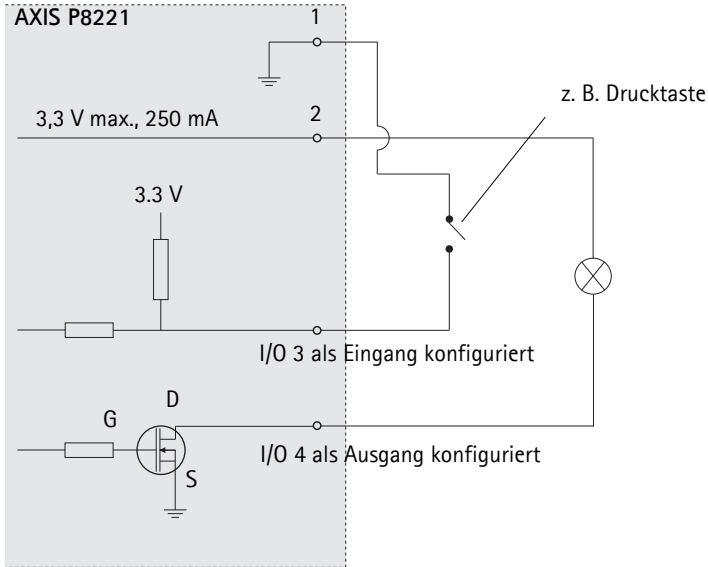 AXIS P8221
1
z. B. Drucktaste
3,3 V max., 250 mA
2
3.3 V
I/O 3 als Eingang konfiguriert
D
G
I/O 4 als Ausgang konfiguriert
S